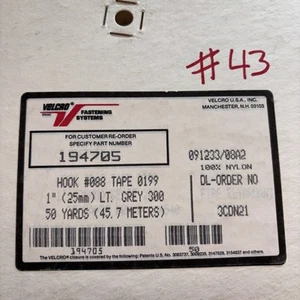 #43
VELCRO
BRAND
FASTENING
SYSTEMS
VELCRO U.S.A., INC.
MANCHESTER, N.H. 03103
FOR CUSTOMER RE-ORDER
SPECIFY PART NUMBER
194705
091233/08A2
100% NYLON
HOOK #088 TAPE 0199
DL-ORDER NO
1" (25mm) LT. GREY 300
50 YARDS (45.7 METERS)
3CDN21
194705
50